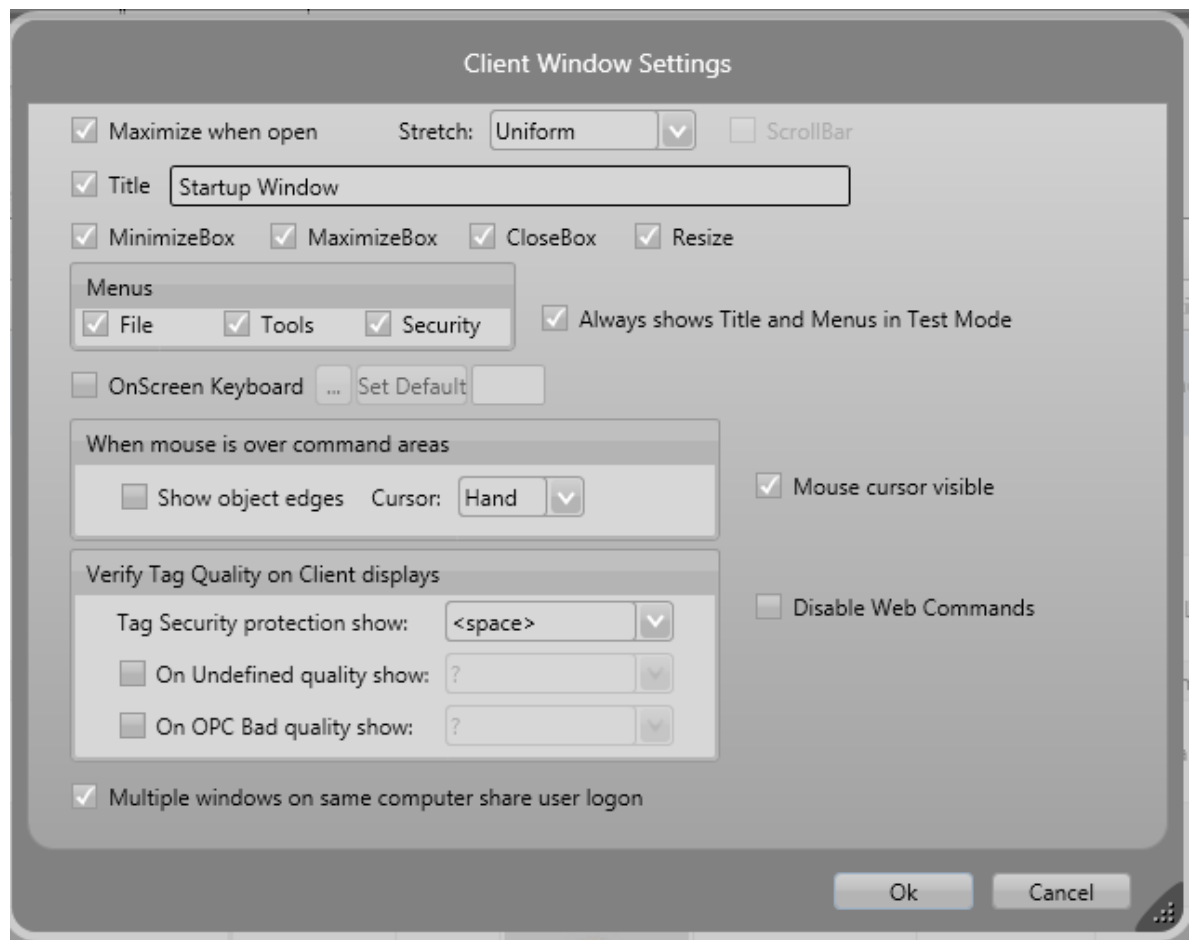 Client Window Settings
Maximize when open Stretch: Uniform ScrollBar
Title Startup Window
MinimizeBox MaximizeBox CloseBox Resize
Menus
File Tools Security
Always shows Title and Menus in Test Mode
OnScreen Keyboard ... Set Default
When mouse is over command areas
Show object edges Cursor: Hand
Mouse cursor visible
Verify Tag Quality on Client displays
Tag Security protection show: <space>
On Undefined quality show: ?
On OPC Bad quality show: ?
Disable Web Commands
Multiple windows on same computer share user logon
Ok Cancel